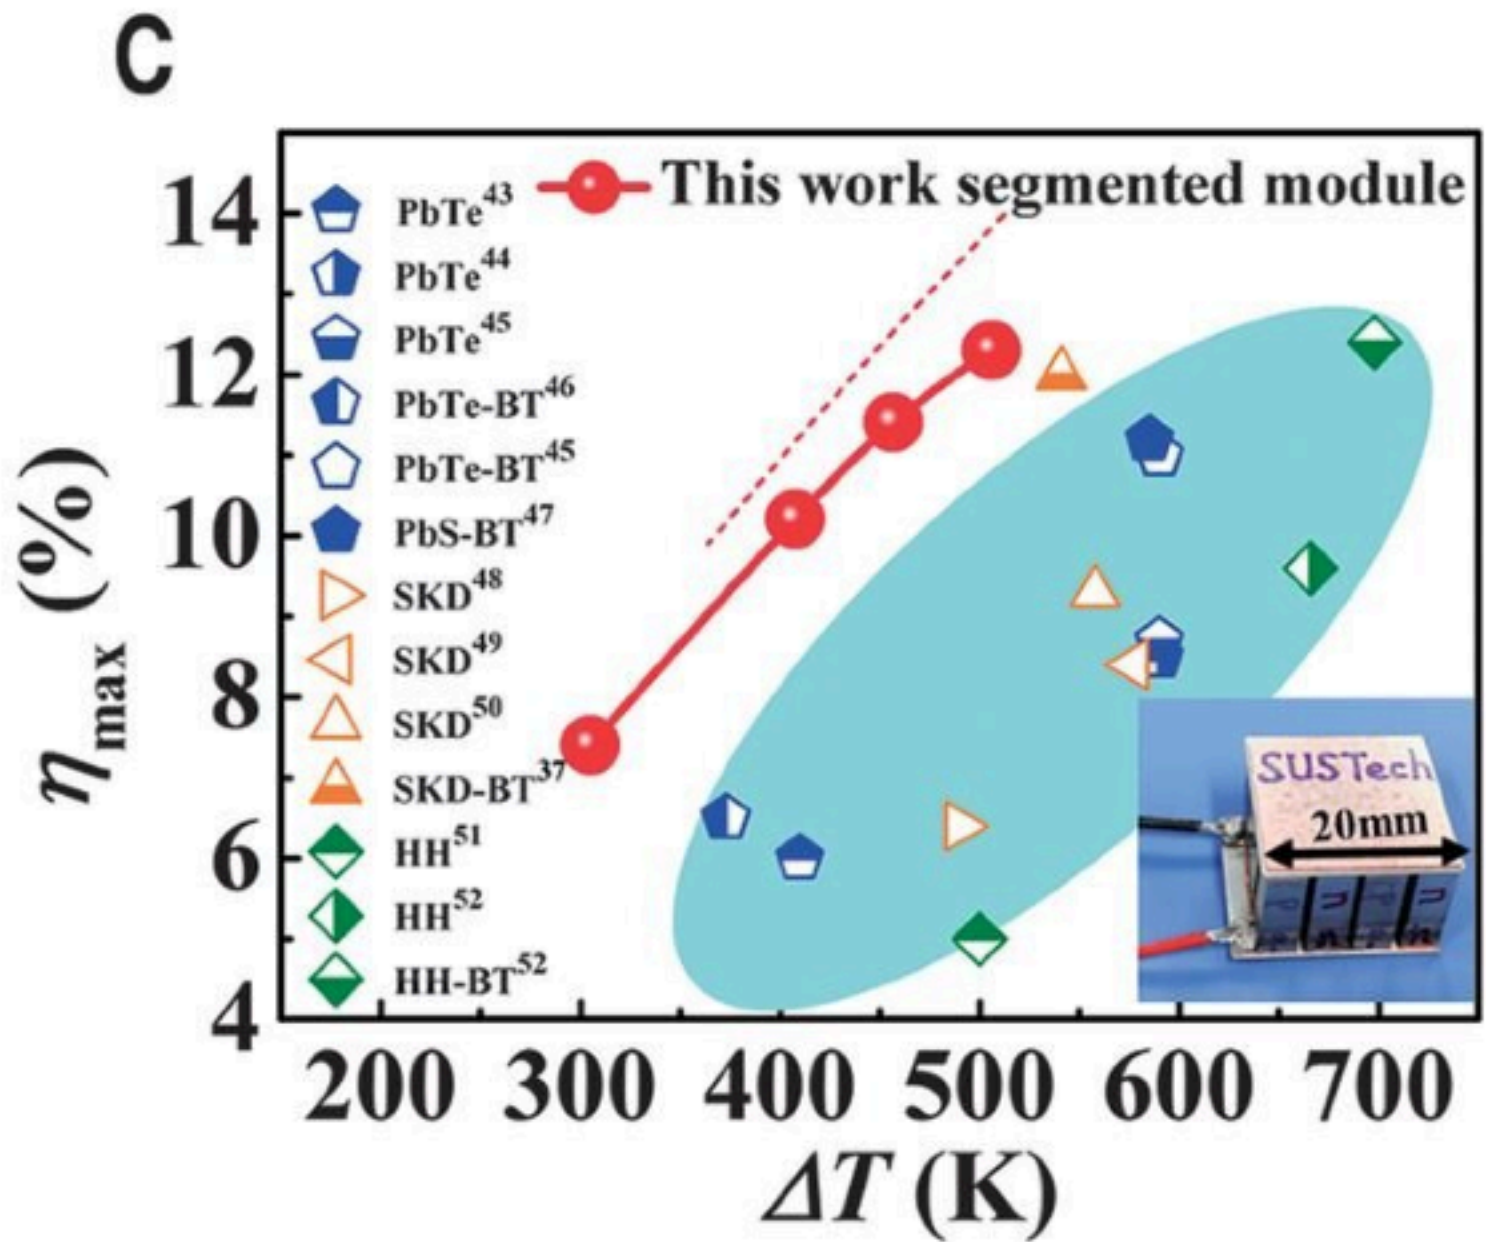 C
This work segmented module
PbTe43
PbTe44
PbTe45
PbTe-BT46
PbTe-BT45
PbS-BT47
SKD48
SKD49
SKD50
SKD-BT37
HH51
HH52
HH-BT52
14
12
10
8
6
4
ηmax (%)
SUSTech
20mm
200 300 400 500 600 700
ΔT (K)